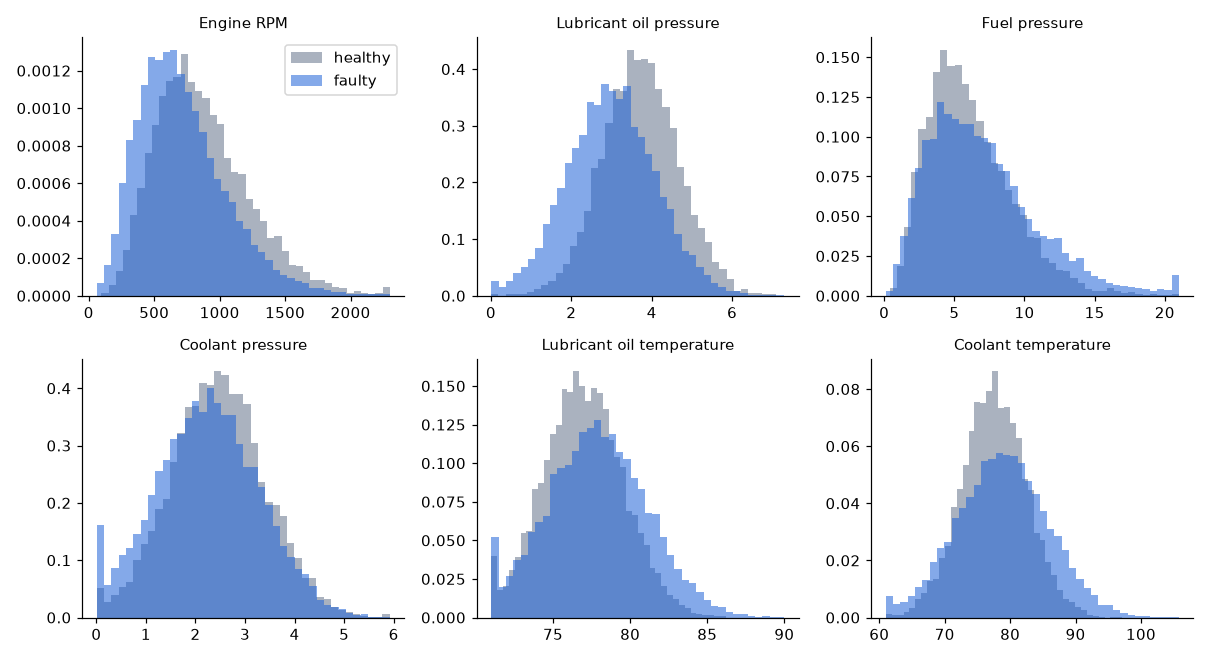 Engine RPM
healthy
faulty
0.0012
0.0010
0.0008
0.0006
0.0004
0.0002
0.0000
0 500 1000 1500 2000
Lubricant oil pressure
0.4
0.3
0.2
0.1
0.0
0 2 4 6
Fuel pressure
0.150
0.125
0.100
0.075
0.050
0.025
0.000
0 5 10 15 20
Coolant pressure
0.4
0.3
0.2
0.1
0.0
0 1 2 3 4 5 6
Lubricant oil temperature
0.150
0.125
0.100
0.075
0.050
0.025
0.000
75 80 85 90
Coolant temperature
0.08
0.06
0.04
0.02
0.00
60 70 80 90 100